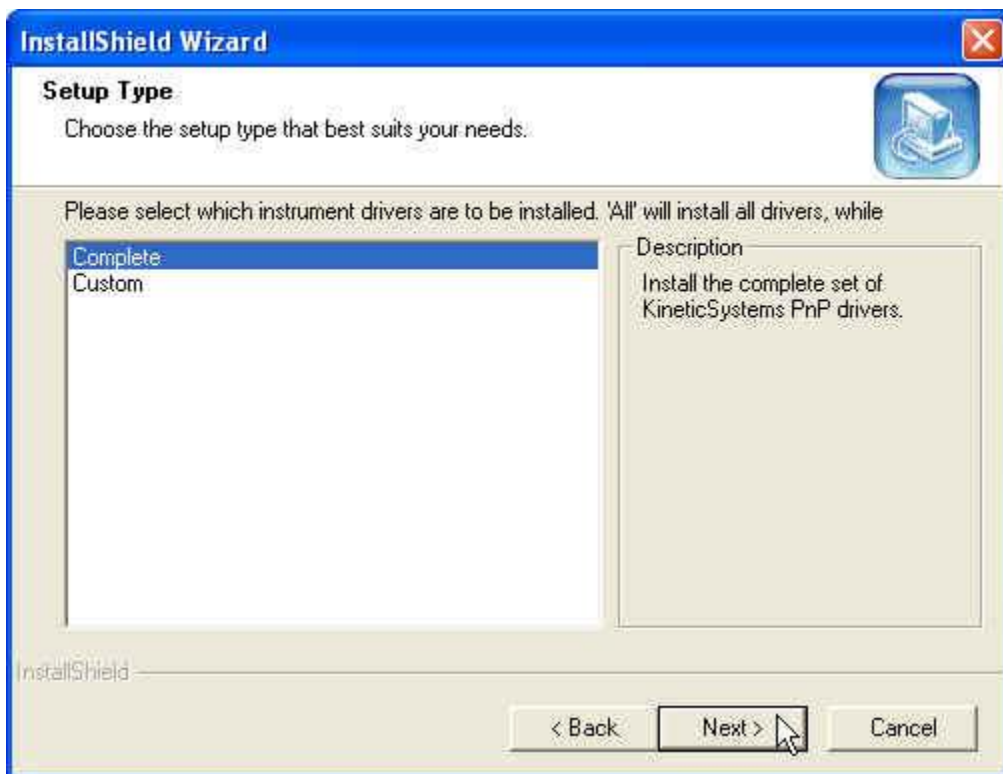 InstallShield Wizard
Setup Type
Choose the setup type that best suits your needs.
Please select which instrument drivers are to be installed. 'All' will install all drivers, while
Complete
Custom
Description
Install the complete set of
KineticSystems PnP drivers.
InstallShield
< Back Next > Cancel